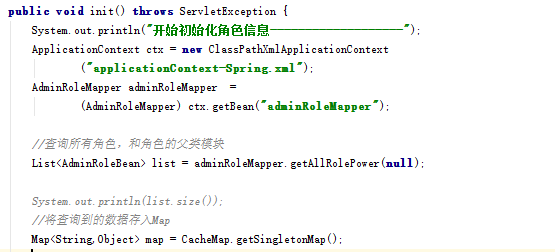 public void init() throws ServletException {
System.out.println("开始初始化角色信息———————————————————");
ApplicationContext ctx = new ClassPathXmlApplicationContext
("applicationContext-Spring.xml");
AdminRoleMapper adminRoleMapper =
(AdminRoleMapper) ctx.getBean("adminRoleMapper");
//查询所有角色，和角色的父类模块
List<AdminRoleBean> list = adminRoleMapper.getAllRolePower(null);
System.out.println(list.size());
//将查询到的数据存入Map
Map<String,Object> map = CacheMap.getSingletonMap();